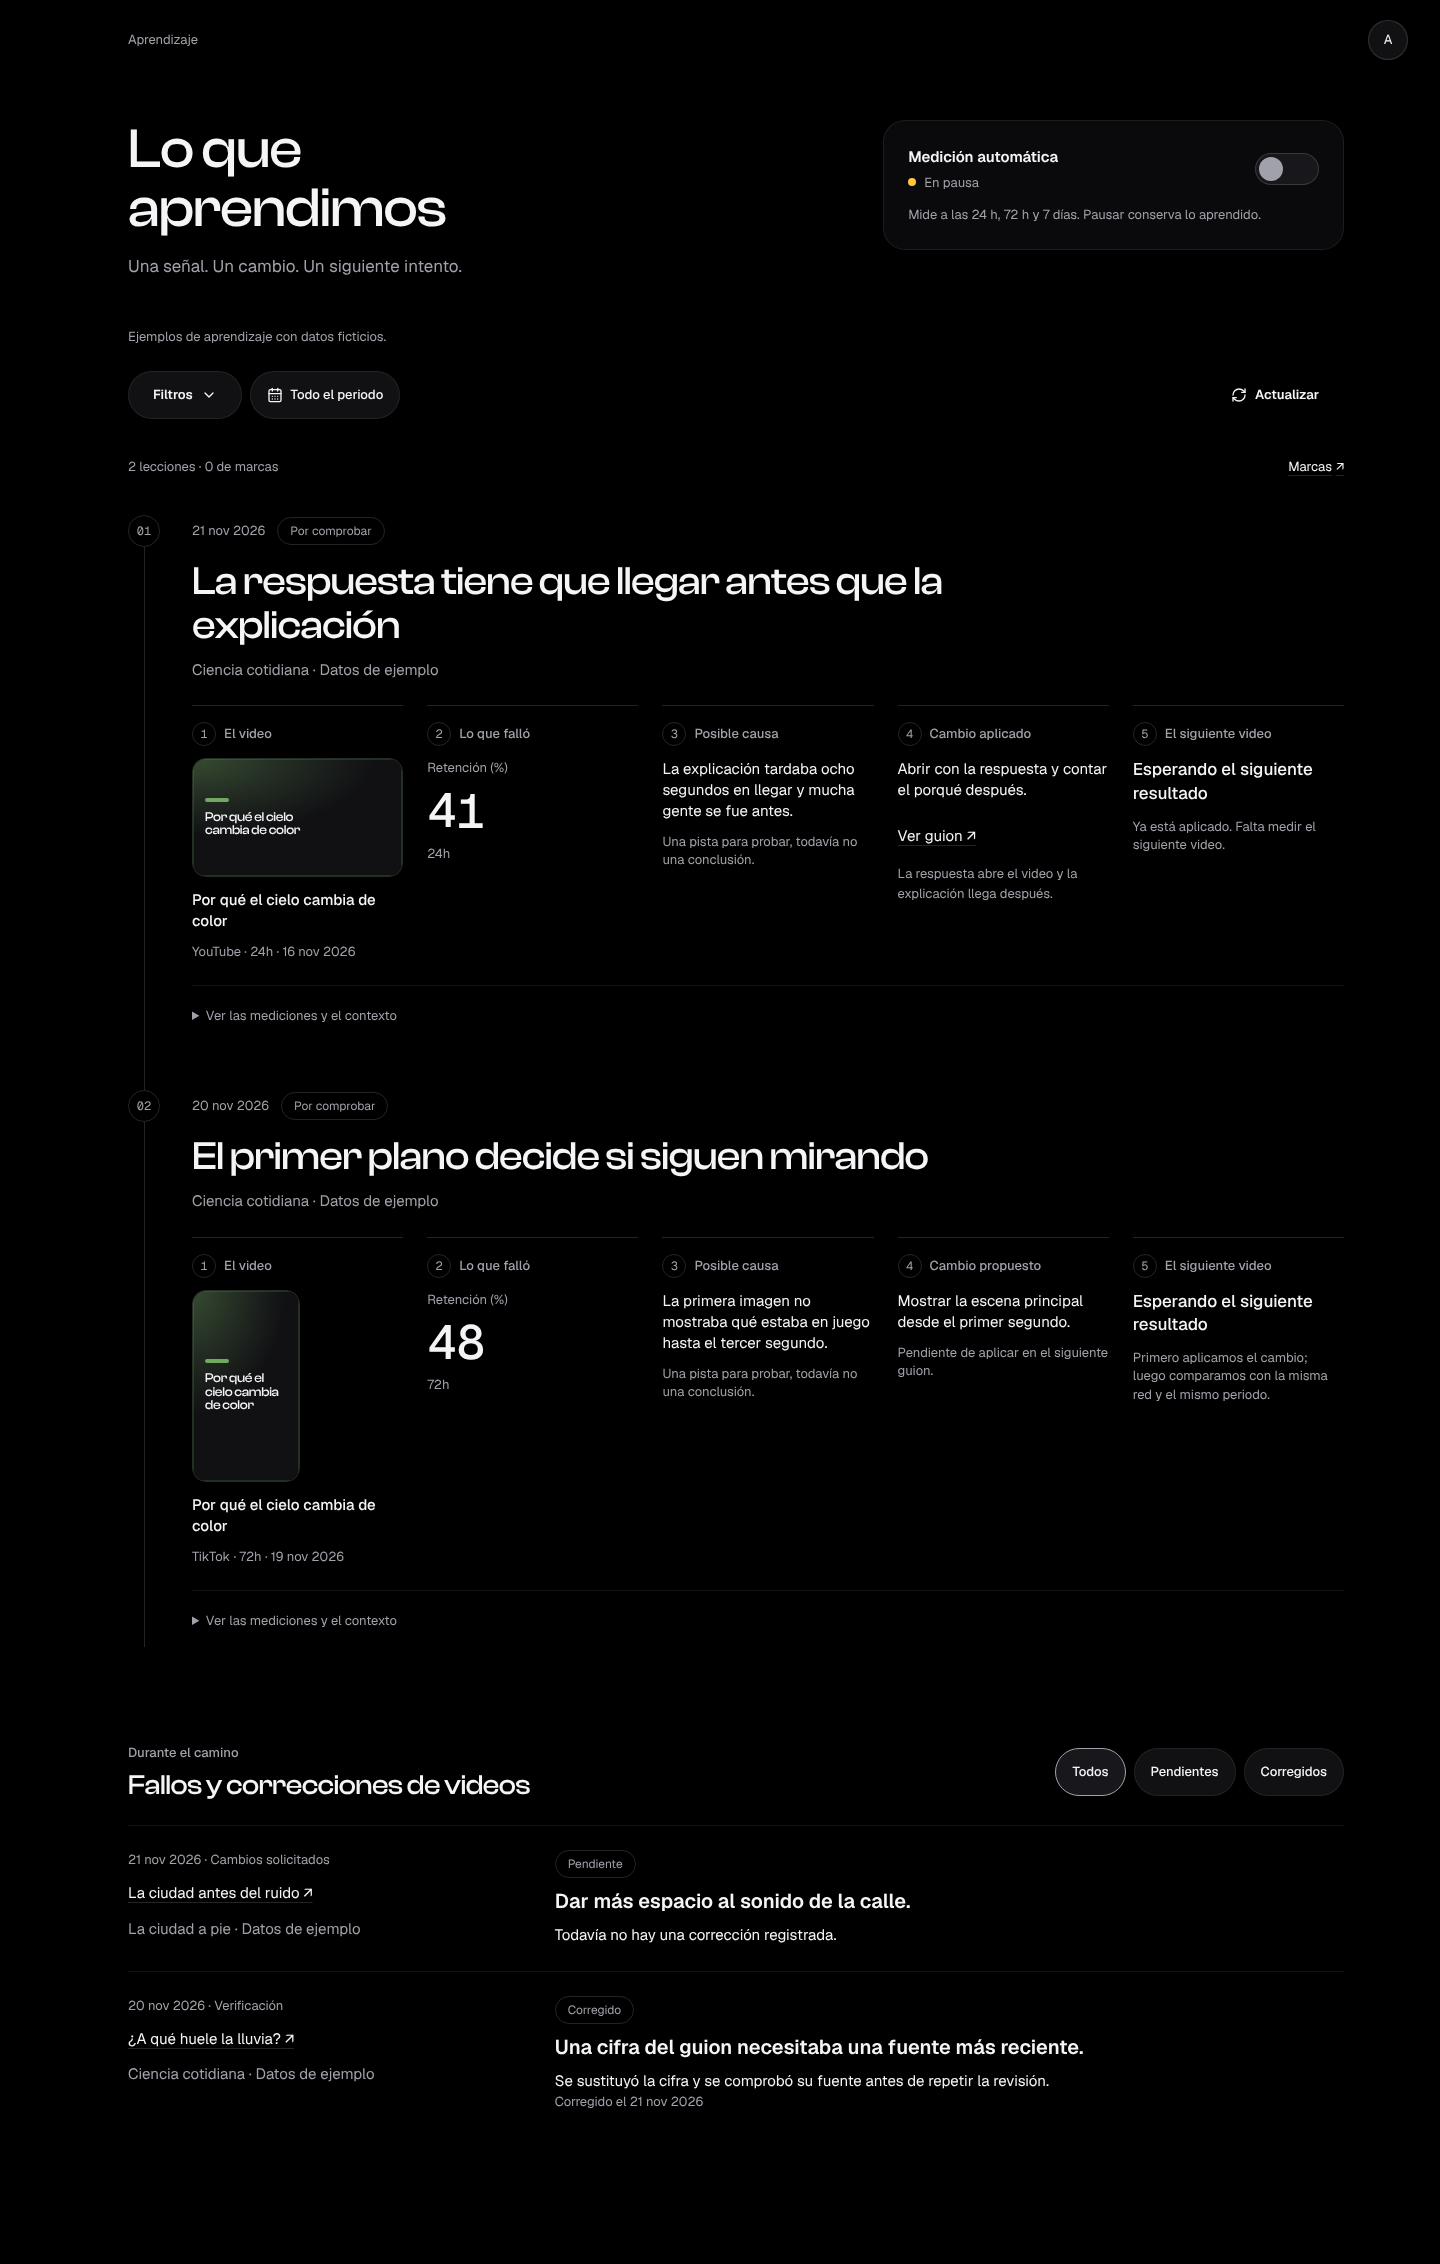 Aprendizaje
A
Lo que
aprendimos
Una señal. Un cambio. Un siguiente intento.
Medición automática
En pausa
Mide a las 24 h, 72 h y 7 días. Pausar conserva lo aprendido.
Ejemplos de aprendizaje con datos ficticios.
Filtros
Todo el periodo
Actualizar
2 lecciones · 0 de marcas
Marcas ↗
01
21 nov 2026
Por comprobar
La respuesta tiene que llegar antes que la
explicación
Ciencia cotidiana · Datos de ejemplo
1 El video
Por qué el cielo
cambia de color
Por qué el cielo cambia de
color
YouTube · 24h · 16 nov 2026
2 Lo que falló
Retención (%)
41
24h
3 Posible causa
La explicación tardaba ocho
segundos en llegar y mucha
gente se fue antes.
Una pista para probar, todavía no
una conclusión.
4 Cambio aplicado
Abrir con la respuesta y contar
el porqué después.
Ver guion ↗
La respuesta abre el video y la
explicación llega después.
5 El siguiente video
Esperando el siguiente
resultado
Ya está aplicado. Falta medir el
siguiente video.
Ver las mediciones y el contexto
02
20 nov 2026
Por comprobar
El primer plano decide si siguen mirando
Ciencia cotidiana · Datos de ejemplo
1 El video
Por qué el
cielo cambia
de color
Por qué el cielo cambia de
color
TikTok · 72h · 19 nov 2026
2 Lo que falló
Retención (%)
48
72h
3 Posible causa
La primera imagen no
mostraba qué estaba en juego
hasta el tercer segundo.
Una pista para probar, todavía no
una conclusión.
4 Cambio propuesto
Mostrar la escena principal
desde el primer segundo.
Pendiente de aplicar en el siguiente
guion.
5 El siguiente video
Esperando el siguiente
resultado
Primero aplicamos el cambio;
luego comparamos con la misma
red y el mismo periodo.
Ver las mediciones y el contexto
Durante el camino
Fallos y correcciones de videos
Todos
Pendientes
Corregidos
21 nov 2026 · Cambios solicitados
La ciudad antes del ruido ↗
La ciudad a pie · Datos de ejemplo
Pendiente
Dar más espacio al sonido de la calle.
Todavía no hay una corrección registrada.
20 nov 2026 · Verificación
¿A qué huele la lluvia? ↗
Ciencia cotidiana · Datos de ejemplo
Corregido
Una cifra del guion necesitaba una fuente más reciente.
Se sustituyó la cifra y se comprobó su fuente antes de repetir la revisión.
Corregido el 21 nov 2026